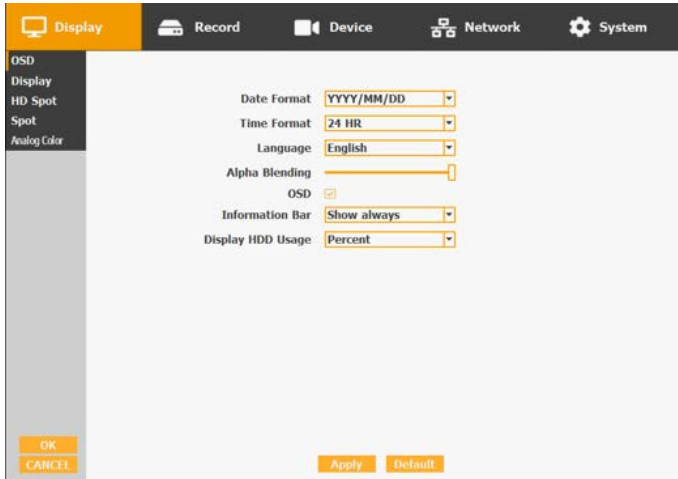 Display Record Device Network System
OSD
Display
HD Spot
Spot
Analog Color
Date Format YYYY/MM/DD
Time Format 24 HR
Language English
Alpha Blending
OSD
Information Bar Show always
Display HDD Usage Percent
OK
CANCEL
Apply Default